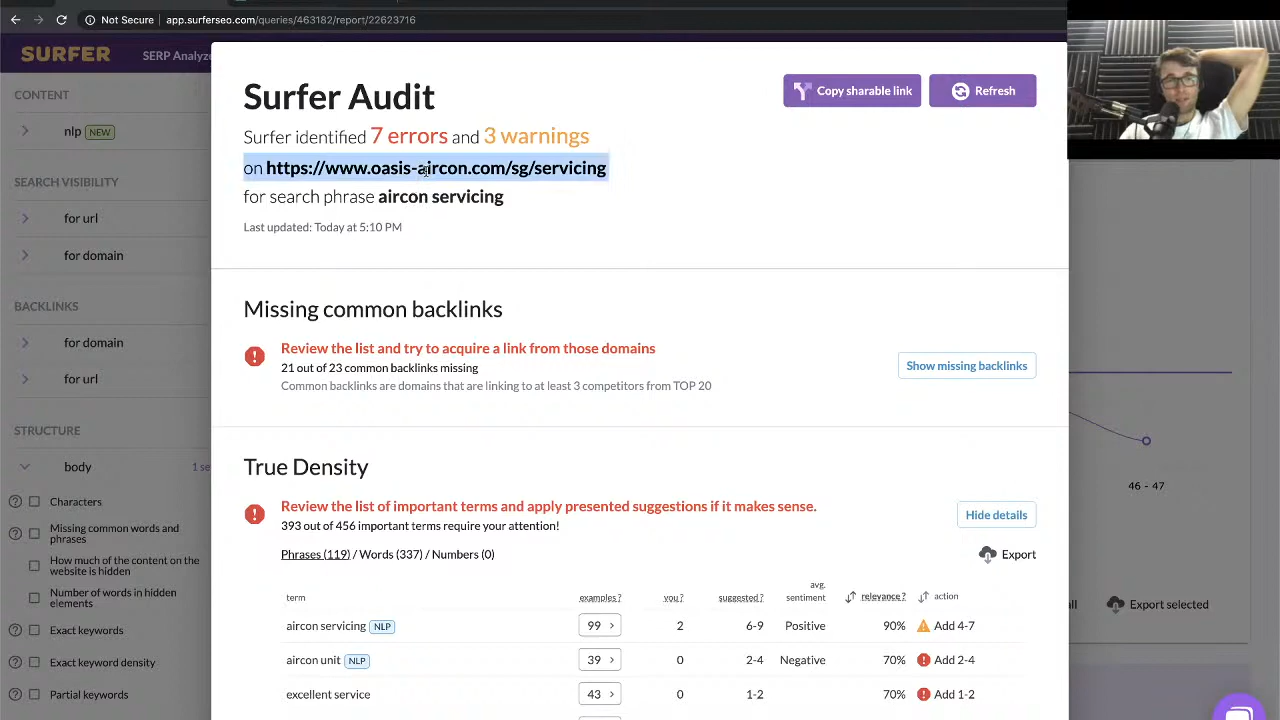 Not Secure | app.surferseo.com/queries/463182/report/22623716
SURFER
SERP Analyze
CONTENT
nlp NEW
SEARCH VISIBILITY
for url
for domain
BACKLINKS
for domain
for url
STRUCTURE
body
1 se
Characters
Missing common words and
phrases
How much of the content on the
website is hidden
Number of words in hidden
elements
Exact keywords
Exact keyword density
Partial keywords
Surfer Audit
Copy sharable link
Refresh
Surfer identified 7 errors and 3 warnings
on https://www.oasis-aircon.com/sg/servicing
for search phrase aircon servicing
Last updated: Today at 5:10 PM
Missing common backlinks
Review the list and try to acquire a link from those domains
21 out of 23 common backlinks missing
Common backlinks are domains that are linking to at least 3 competitors from TOP 20
Show missing backlinks
True Density
Review the list of important terms and apply presented suggestions if it makes sense.
393 out of 456 important terms require your attention!
Hide details
Phrases (119) / Words (337) / Numbers (0)
Export
term examples ? you ? suggested ? avg. sentiment relevance ? action
aircon servicing NLP 99 2 6-9 Positive 90% Add 4-7
aircon unit NLP 39 0 2-4 Negative 70% Add 2-4
excellent service 43 0 1-2 70% Add 1-2
46 - 47
all
Export selected